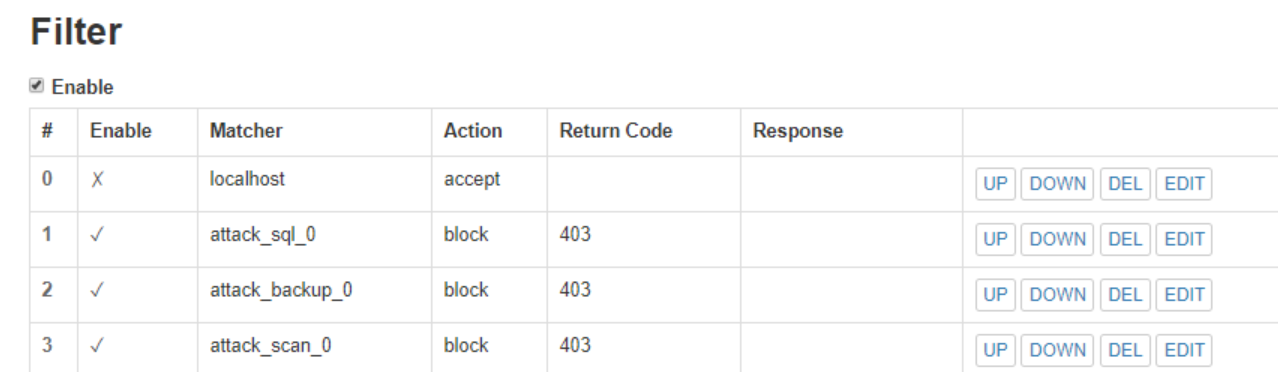 Filter
Enable
# Enable Matcher Action Return Code Response
0 ✗ localhost accept UP DOWN DEL EDIT
1 ✓ attack_sql_0 block 403 UP DOWN DEL EDIT
2 ✓ attack_backup_0 block 403 UP DOWN DEL EDIT
3 ✓ attack_scan_0 block 403 UP DOWN DEL EDIT